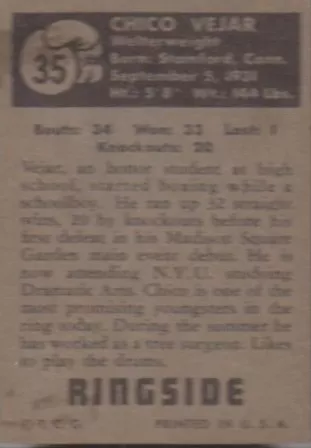 35
CHICO VEJAR
Welterweight
Born: Stamford, Conn.
September 5, 1931
Ht.: 5'8" Wt.: 144 Lbs.
Bouts: 34 Won: 33 Lost: 1
Knockouts: 20
Vejar, an honor student at high
school, started boxing while a
schoolboy. He ran up 32 straight
wins, 20 by knockouts before his
first defeat in his Madison Square
Garden main event debut. He is
now attending N.Y.U. studying
Dramatic Arts. Chico is one of the
most promising youngsters in the
ring today. During the summer he
has worked as a tree surgeon. Likes
to play the drums.
RINGSIDE
© T. C. G. PRINTED IN U. S. A.